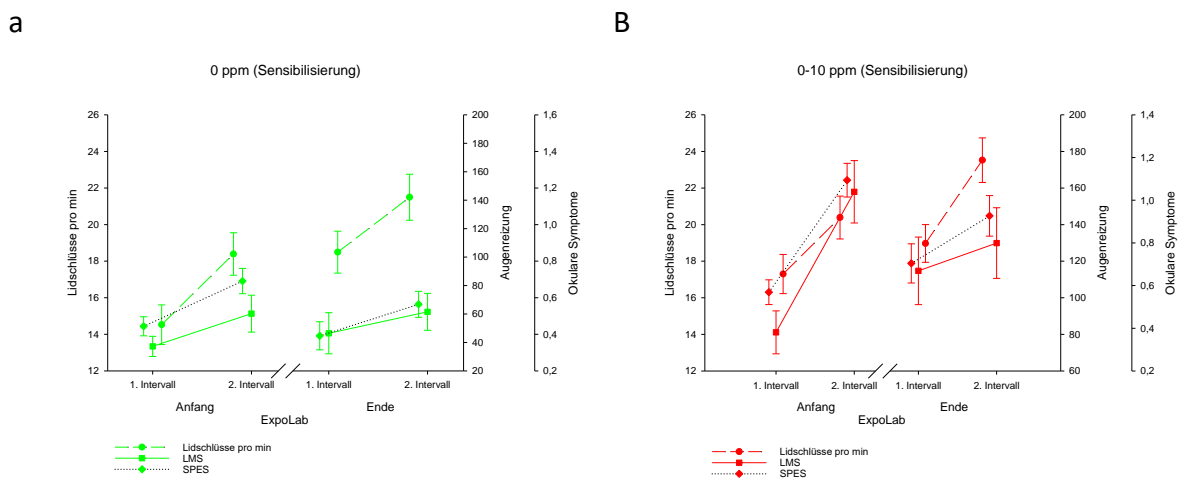 a
0 ppm (Sensibilisierung)
Lidschlüsse pro min
26
24
22
20
18
16
14
12
200
180
160
140
120
100
80
60
40
20
Augenreizung
1,6
1,4
1,2
1,0
0,8
0,6
0,4
0,2
Okulare Symptome
1. Intervall 2. Intervall 1. Intervall 2. Intervall
Anfang Ende
ExpoLab
Lidschlüsse pro min
LMS
SPES
B
0-10 ppm (Sensibilisierung)
Lidschlüsse pro min
26
24
22
20
18
16
14
12
200
180
160
140
120
100
80
60
Augenreizung
1,4
1,2
1,0
0,8
0,6
0,4
0,2
Okulare Symptome
1. Intervall 2. Intervall 1. Intervall 2. Intervall
Anfang Ende
ExpoLab
Lidschlüsse pro min
LMS
SPES